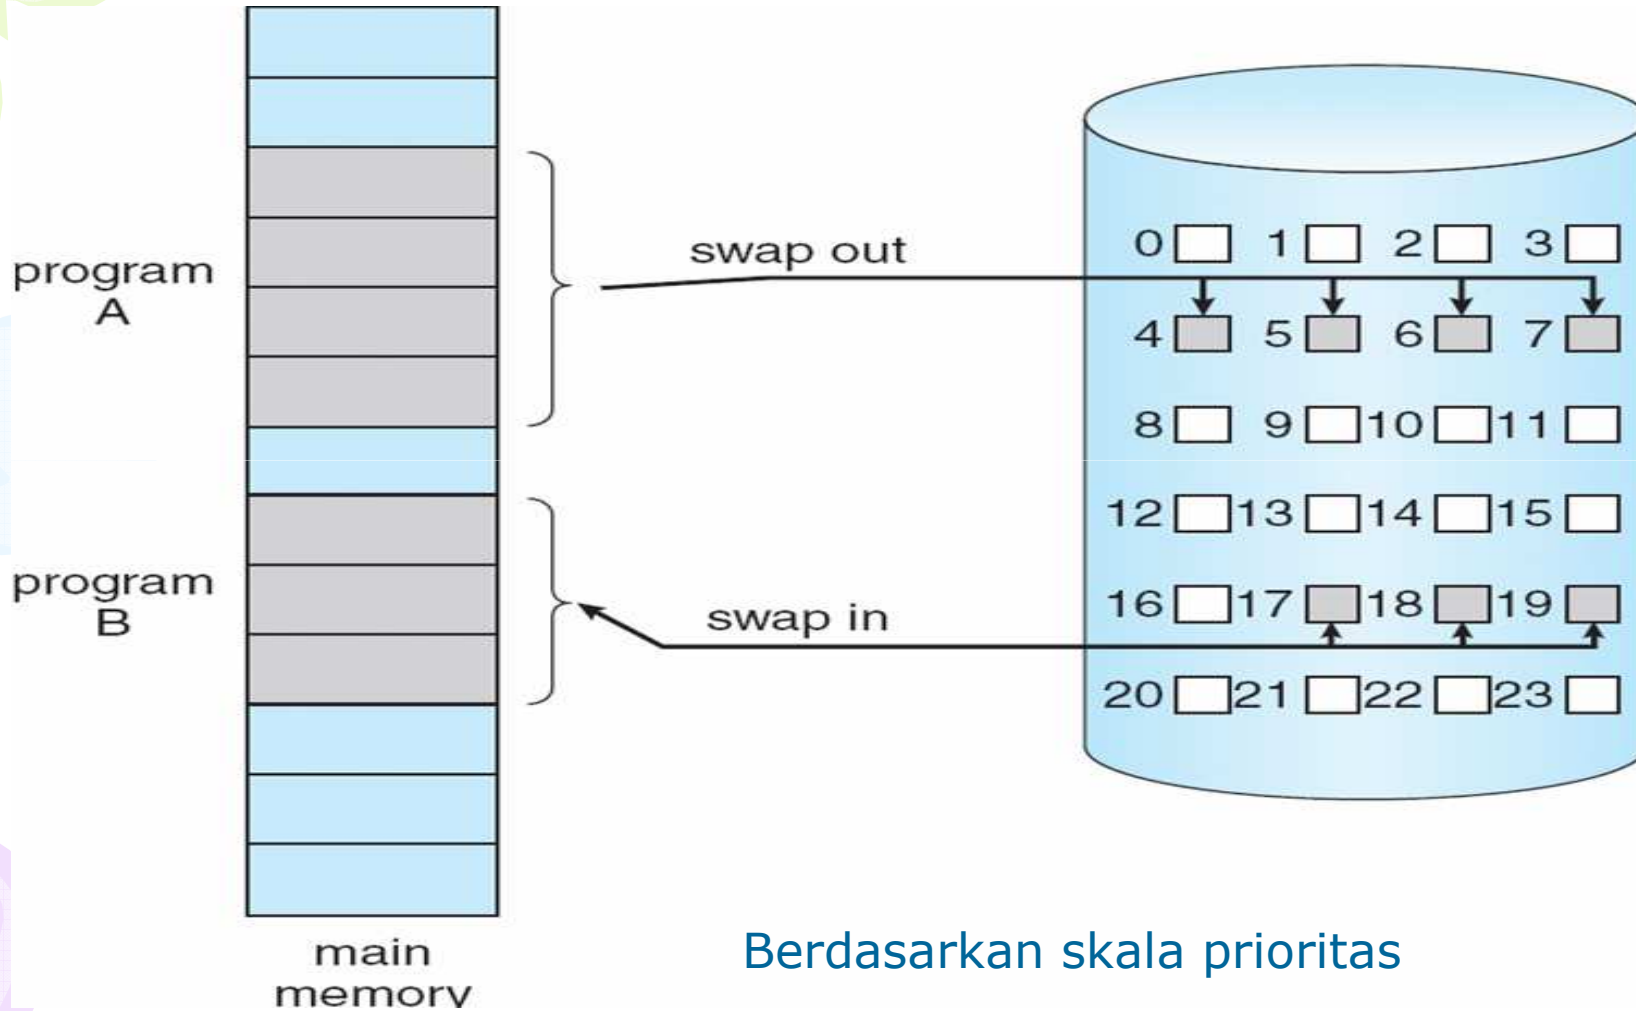 program
A
swap out
0 1 2 3
4 5 6 7
8 9 10 11
12 13 14 15
program
B
swap in
16 17 18 19
20 21 22 23
main
memory
Berdasarkan skala prioritas